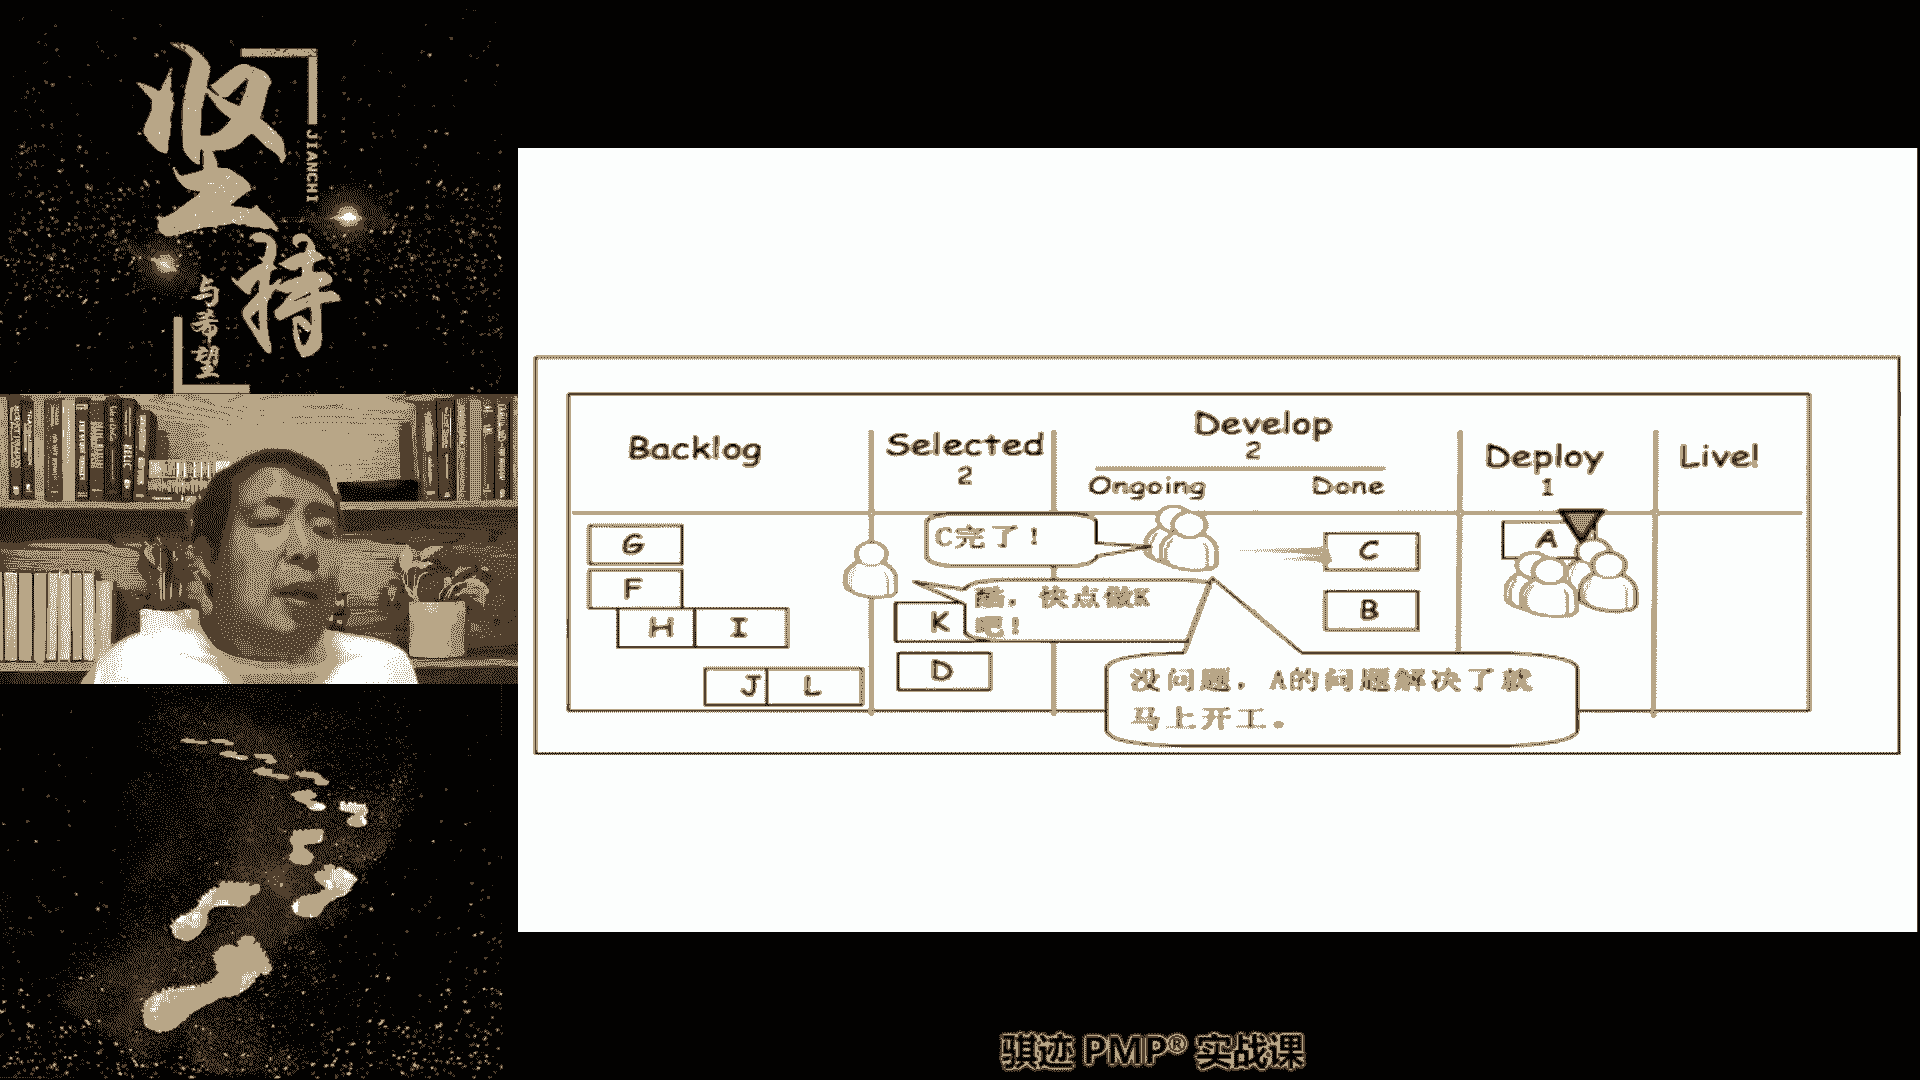 坚持
JIANCHI
与希望
Backlog
Selected
2
Develop
2
Ongoing
Done
Deploy
1
Live!
G
F
H
I
J
L
C完了！
酷，快点做K
吧！
K
D
C
B
A
没问题，A的问题解决了就
马上开工。
骐迹 PMP® 实战课